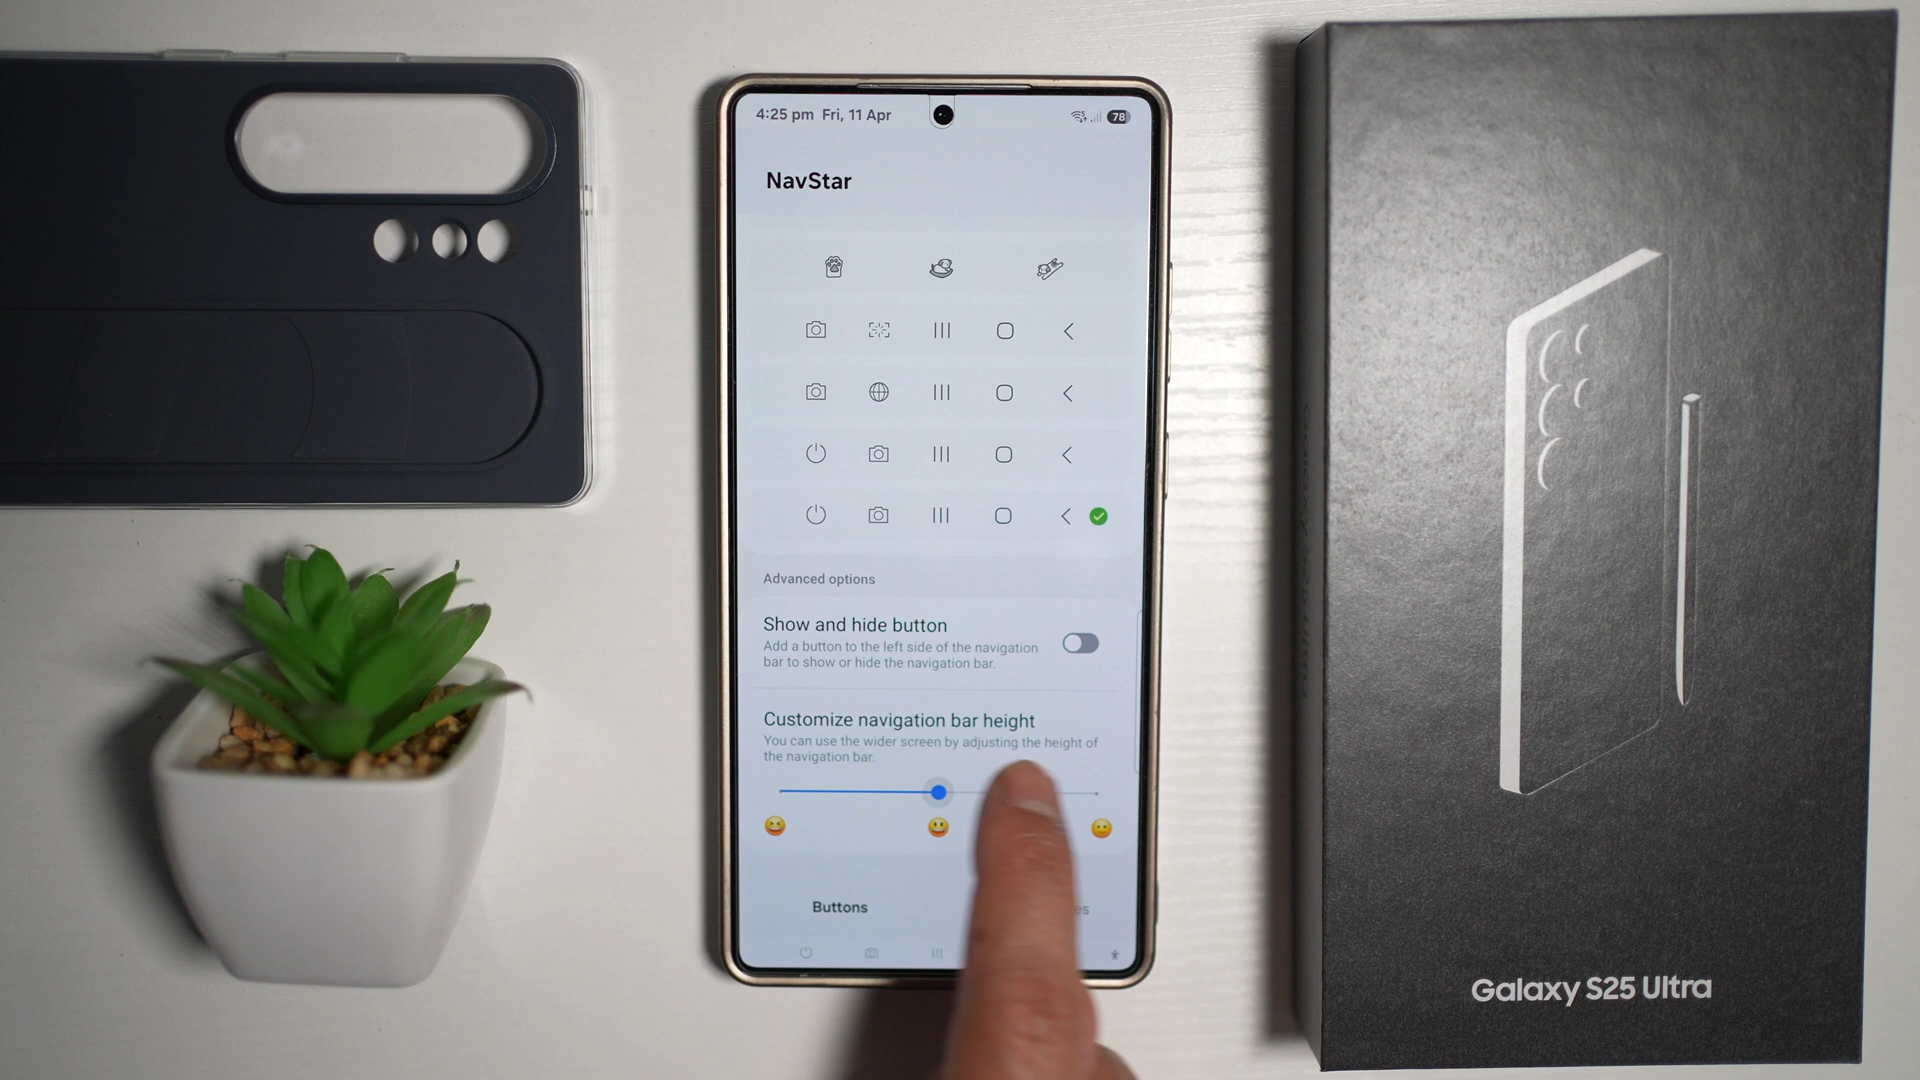 4:25 pm Fri, 11 Apr
78
NavStar
Advanced options
Show and hide button
Add a button to the left side of the navigation
bar to show or hide the navigation bar.
Customize navigation bar height
You can use the wider screen by adjusting the height of
the navigation bar.
Buttons
Galaxy S25 Ultra